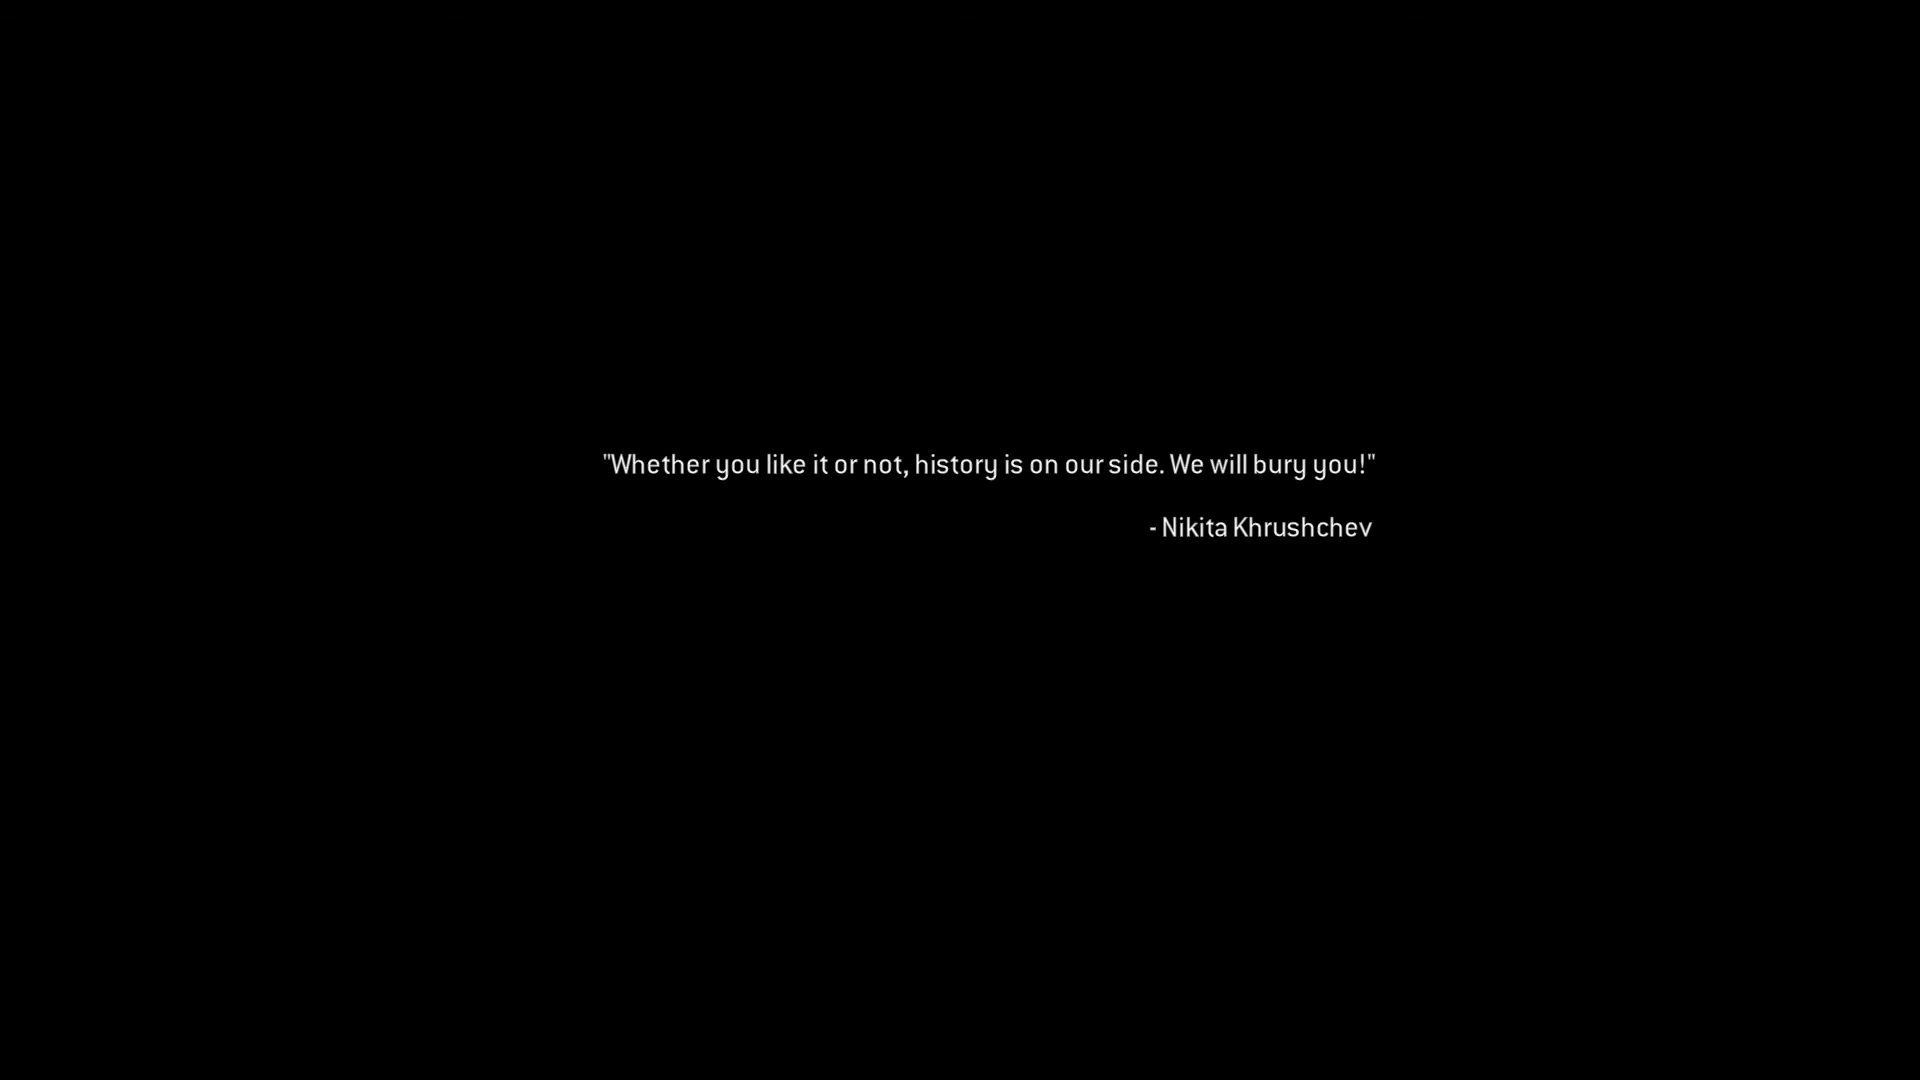 "Whether you like it or not, history is on our side. We will bury you!"
- Nikita Khrushchev